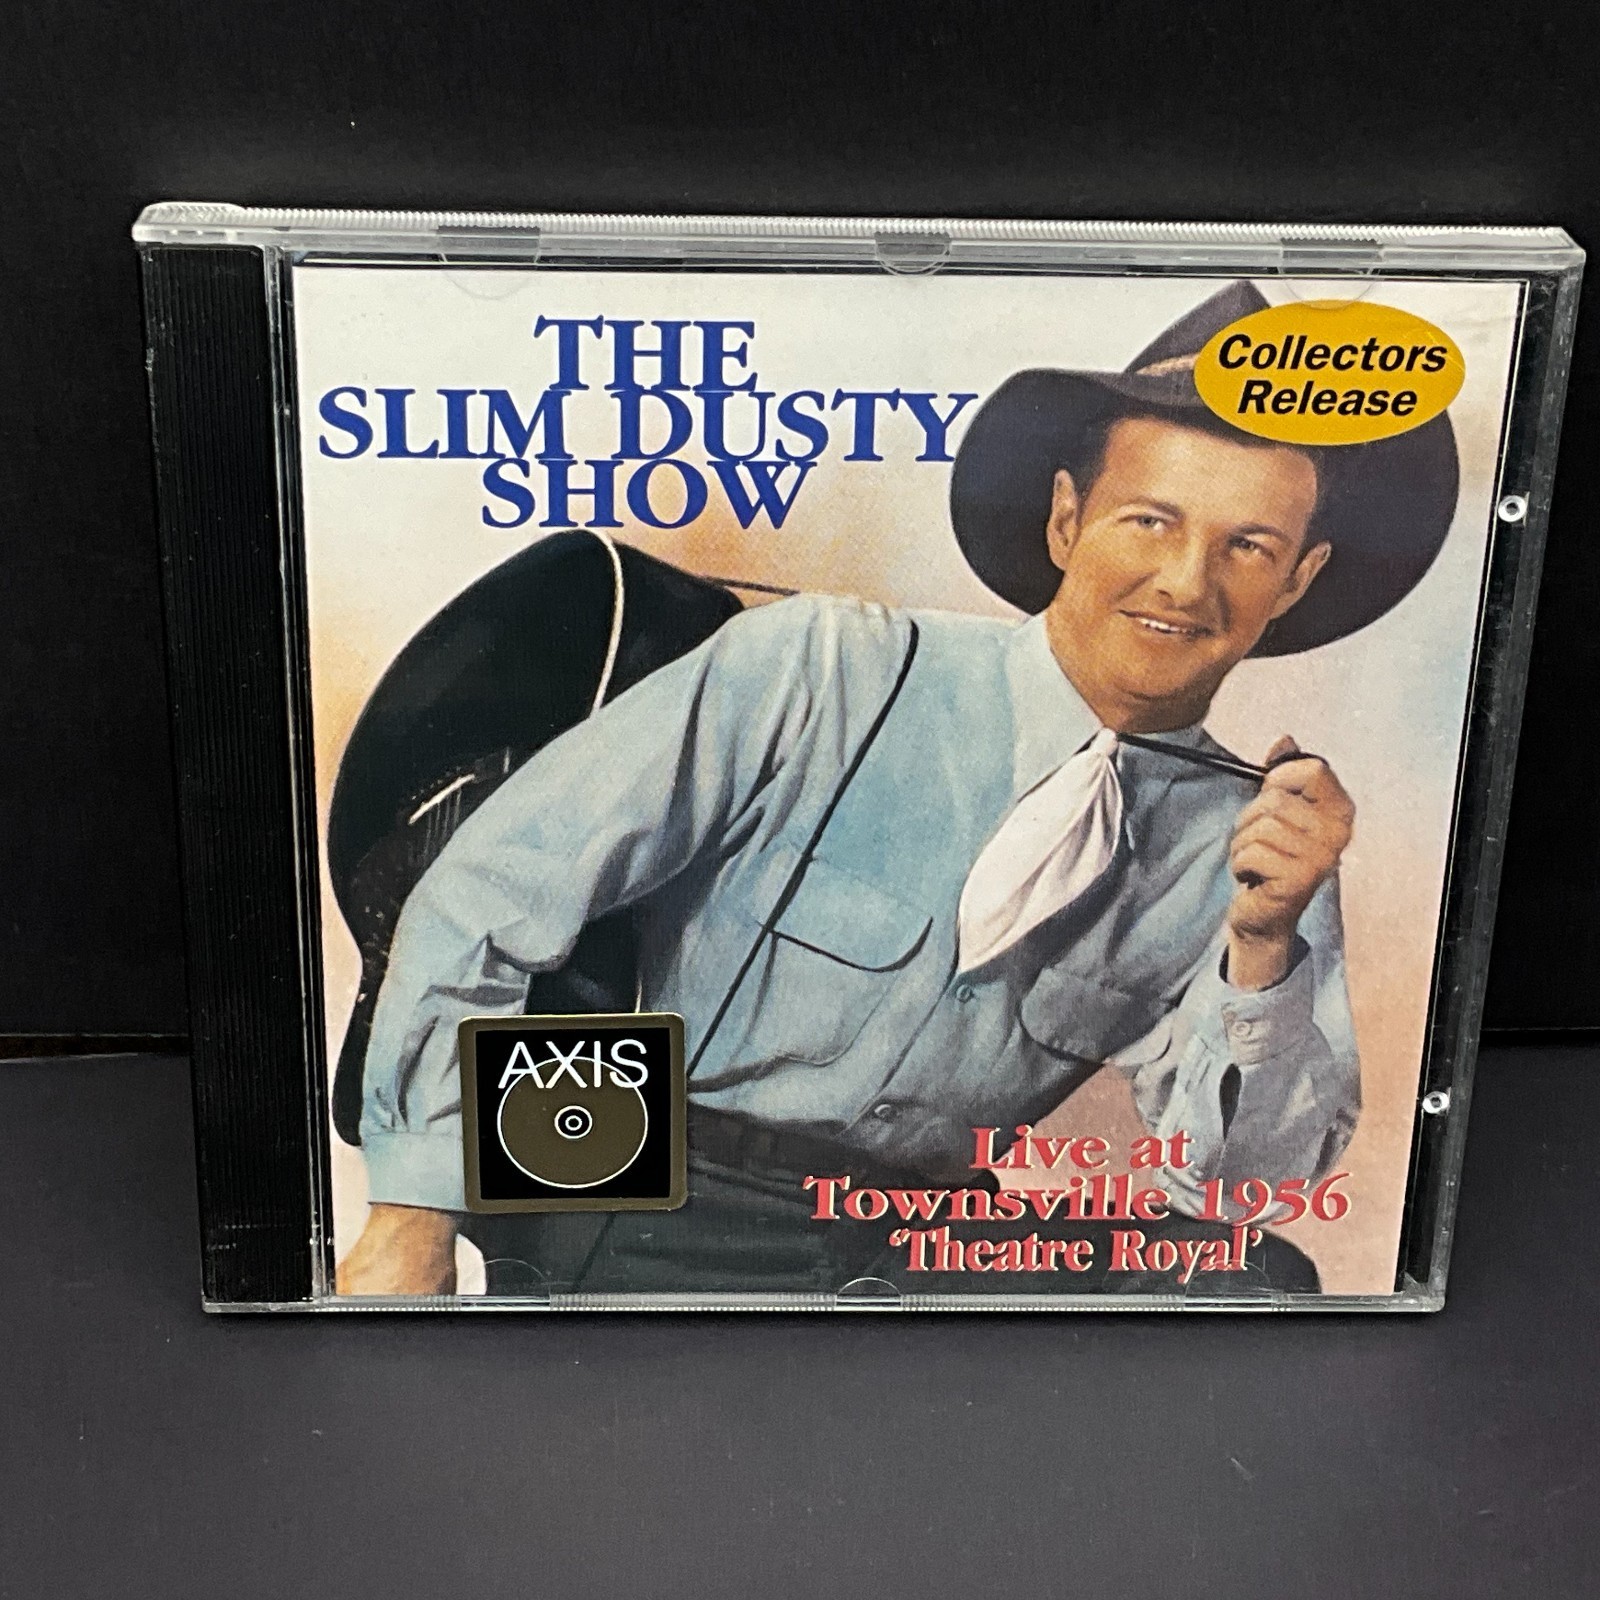 THE
SLIM DUSTY
SHOW
Collectors
Release
AXIS
Live at
Townsville 1956
‘Theatre Royal’